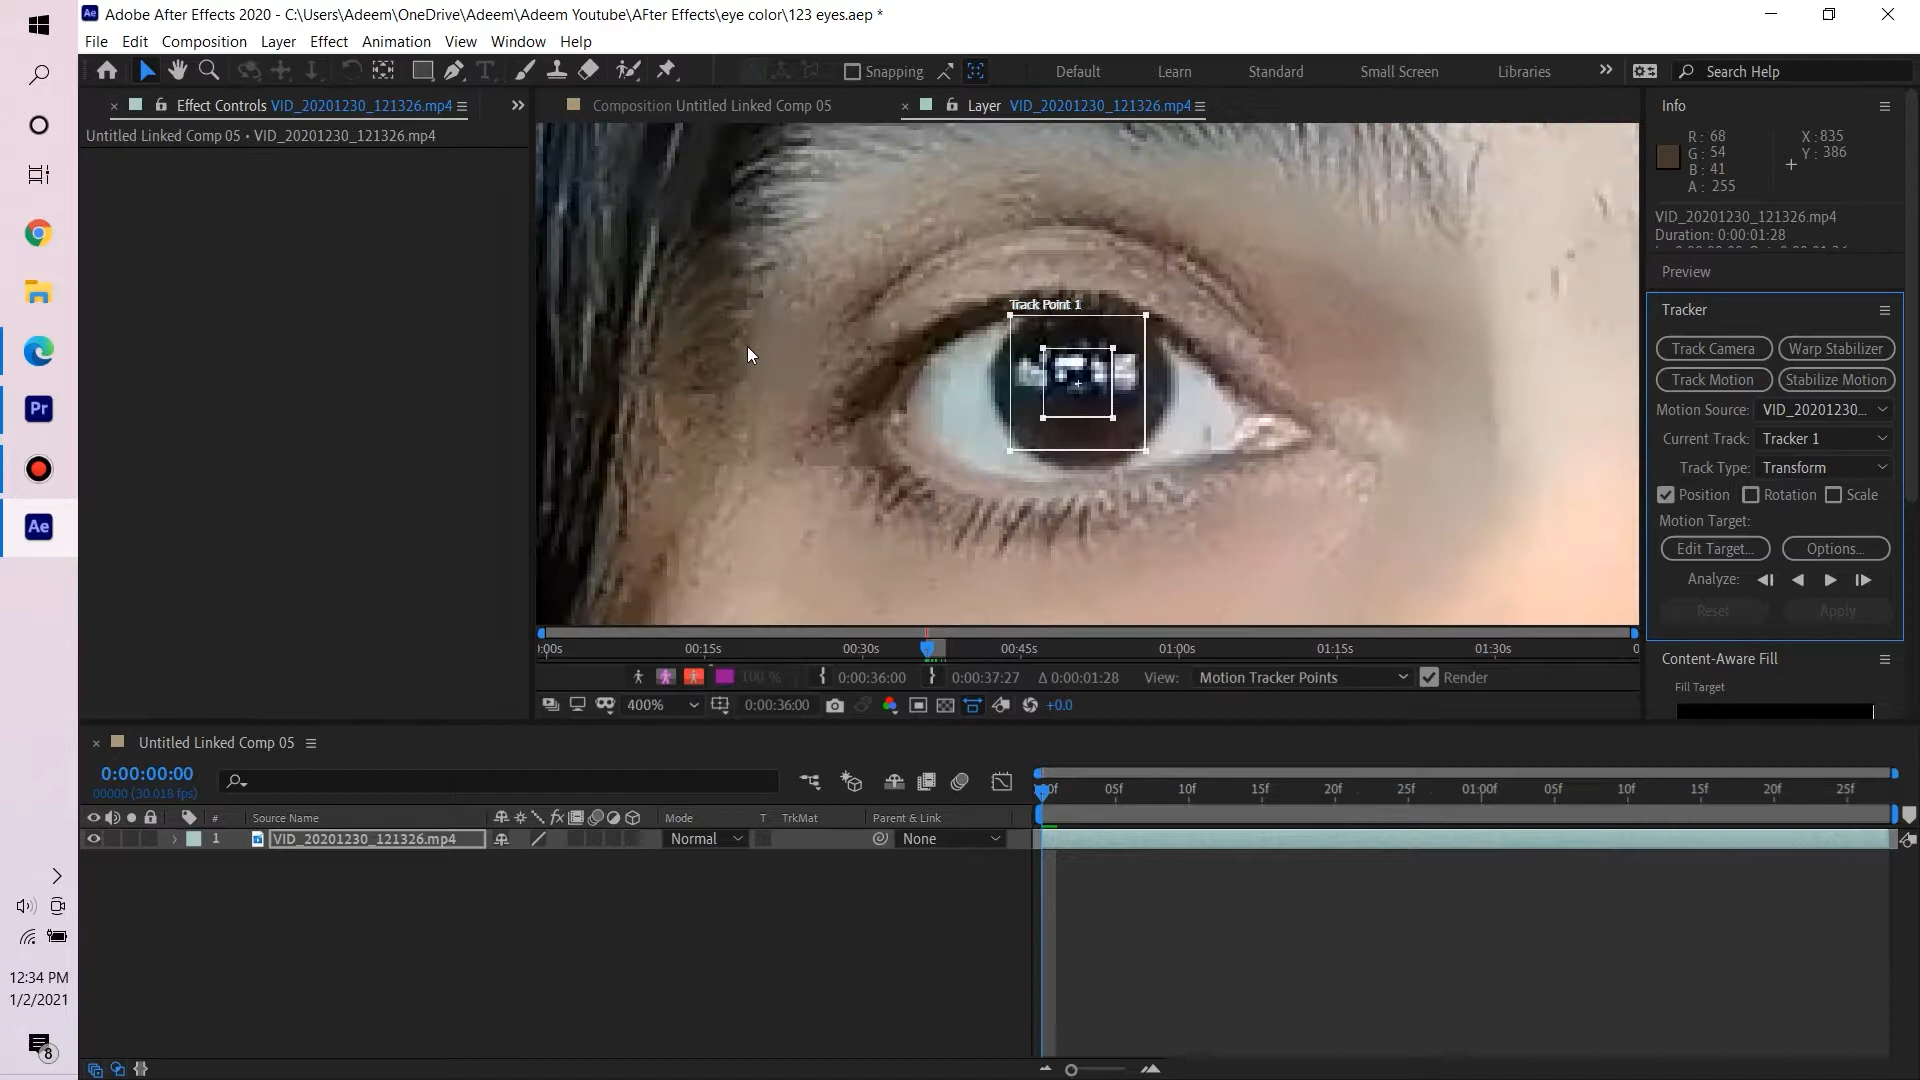 Adobe After Effects 2020 - C:\Users\Adeem\OneDrive\Adeem\Adeem Youtube\AFter Effects\eye color\123 eyes.aep *
File Edit Composition Layer Effect Animation View Window Help
Snapping Default Learn Standard Small Screen Libraries Search Help
Effect Controls VID_20201230_121326.mp4
Composition Untitled Linked Comp 05
Layer VID_20201230_121326.mp4
Info
Untitled Linked Comp 05 • VID_20201230_121326.mp4
R : 68
G : 54
B : 41
A : 255
X : 835
Y : 386
VID_20201230_121326.mp4
Duration: 0:00:01:28
Preview
Tracker
Track Camera Warp Stabilizer
Track Motion Stabilize Motion
Motion Source: VID_20201230...
Current Track: Tracker 1
Track Type: Transform
Position Rotation Scale
Motion Target:
Edit Target... Options...
Analyze:
Reset Apply
Content-Aware Fill
Fill Target
Track Point 1
:00s 00:15s 00:30s 00:45s 01:00s 01:15s 01:30s 0
100 % 0:00:36:00 0:00:37:27 Δ 0:00:01:28 View: Motion Tracker Points Render
400% 0:00:36:00 +0.0
Untitled Linked Comp 05
0:00:00:00
00000 (30.018 fps)
05f 10f 15f 20f 25f 01:00f 05f 10f 15f 20f 25f
# Source Name Mode T TrkMat Parent & Link
1 VID_20201230_121326.mp4 Normal None
Pr
Ae
12:34 PM
1/2/2021
8